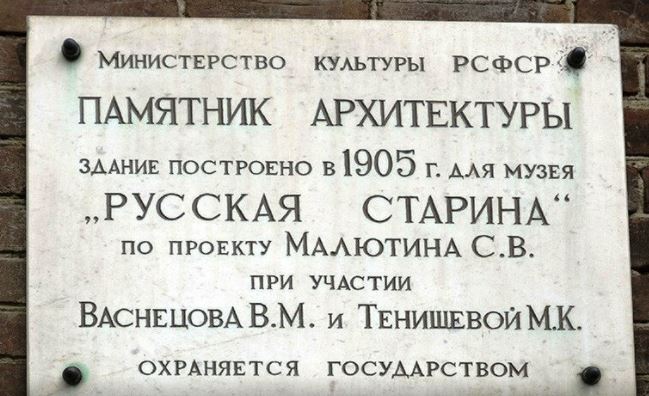 Министерство культуры РСФСР
ПАМЯТНИК АРХИТЕКТУРЫ
здание построено в 1905 г. для музея
„РУССКАЯ СТАРИНА“
по проекту Малютина С.В.
при участии
Васнецова В.М. и Тенишевой М.К.
охраняется государством